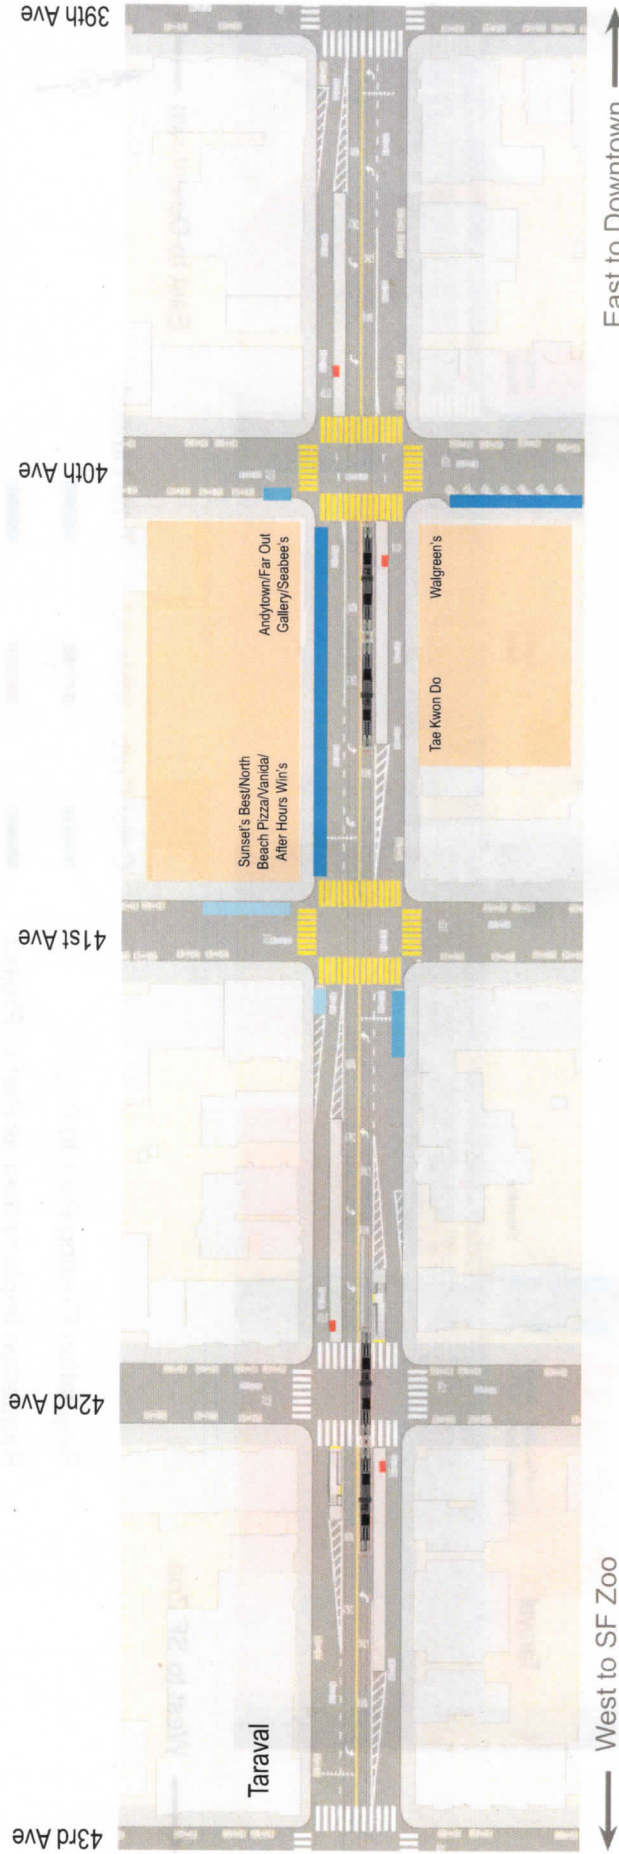 39th Ave
40th Ave
41st Ave
42nd Ave
43rd Ave
Andytown/Far Out
Gallery/Seabee's
Sunset's Best/North
Beach Pizza/Vanida/
After Hours Win's
Walgreen's
Tae Kwon Do
Taraval
West to SF Zoo
East to Downtown